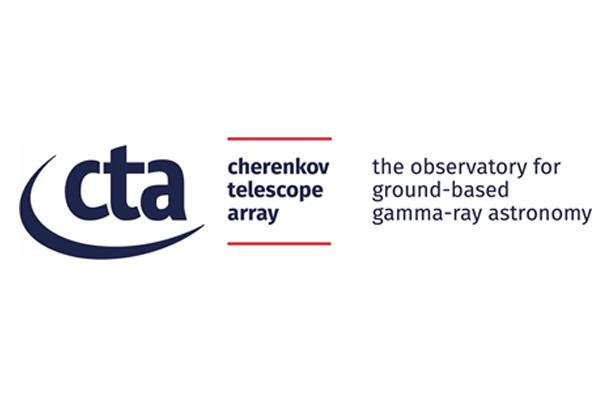 cta
cherenkov
telescope
array
the observatory for
ground-based
gamma-ray astronomy